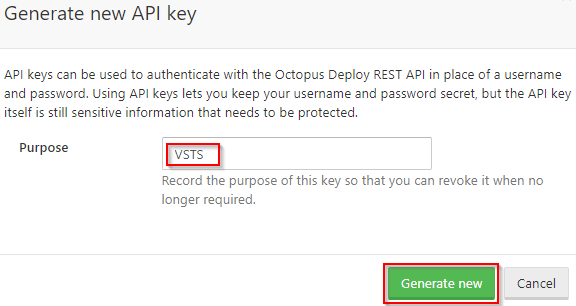 Generate new API key
API keys can be used to authenticate with the Octopus Deploy REST API in place of a username
and password. Using API keys lets you keep your username and password secret, but the API key
itself is still sensitive information that needs to be protected.
Purpose
VSTS
Record the purpose of this key so that you can revoke it when no
longer required.
Generate new
Cancel